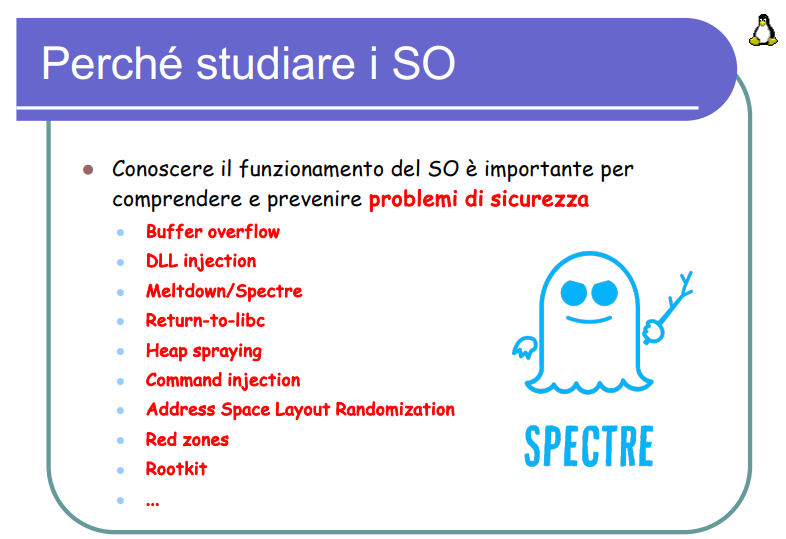 Perché studiare i SO
Conoscere il funzionamento del SO è importante per
comprendere e prevenire problemi di sicurezza
Buffer overflow
DLL injection
Meltdown/Spectre
Return-to-libc
Heap spraying
Command injection
Address Space Layout Randomization
Red zones
Rootkit
...
SPECTRE